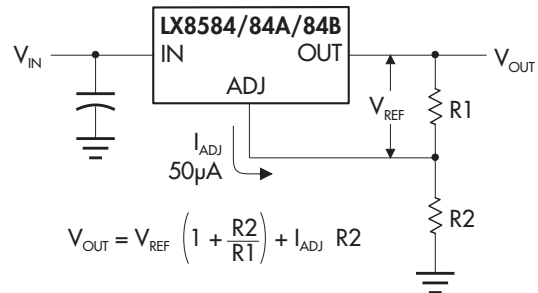 LX8584/84A/84B
V_IN
IN
OUT
V_OUT
ADJ
V_REF
R1
I_ADJ
50µA
R2
V_OUT = V_REF (1 + R2/R1) + I_ADJ R2